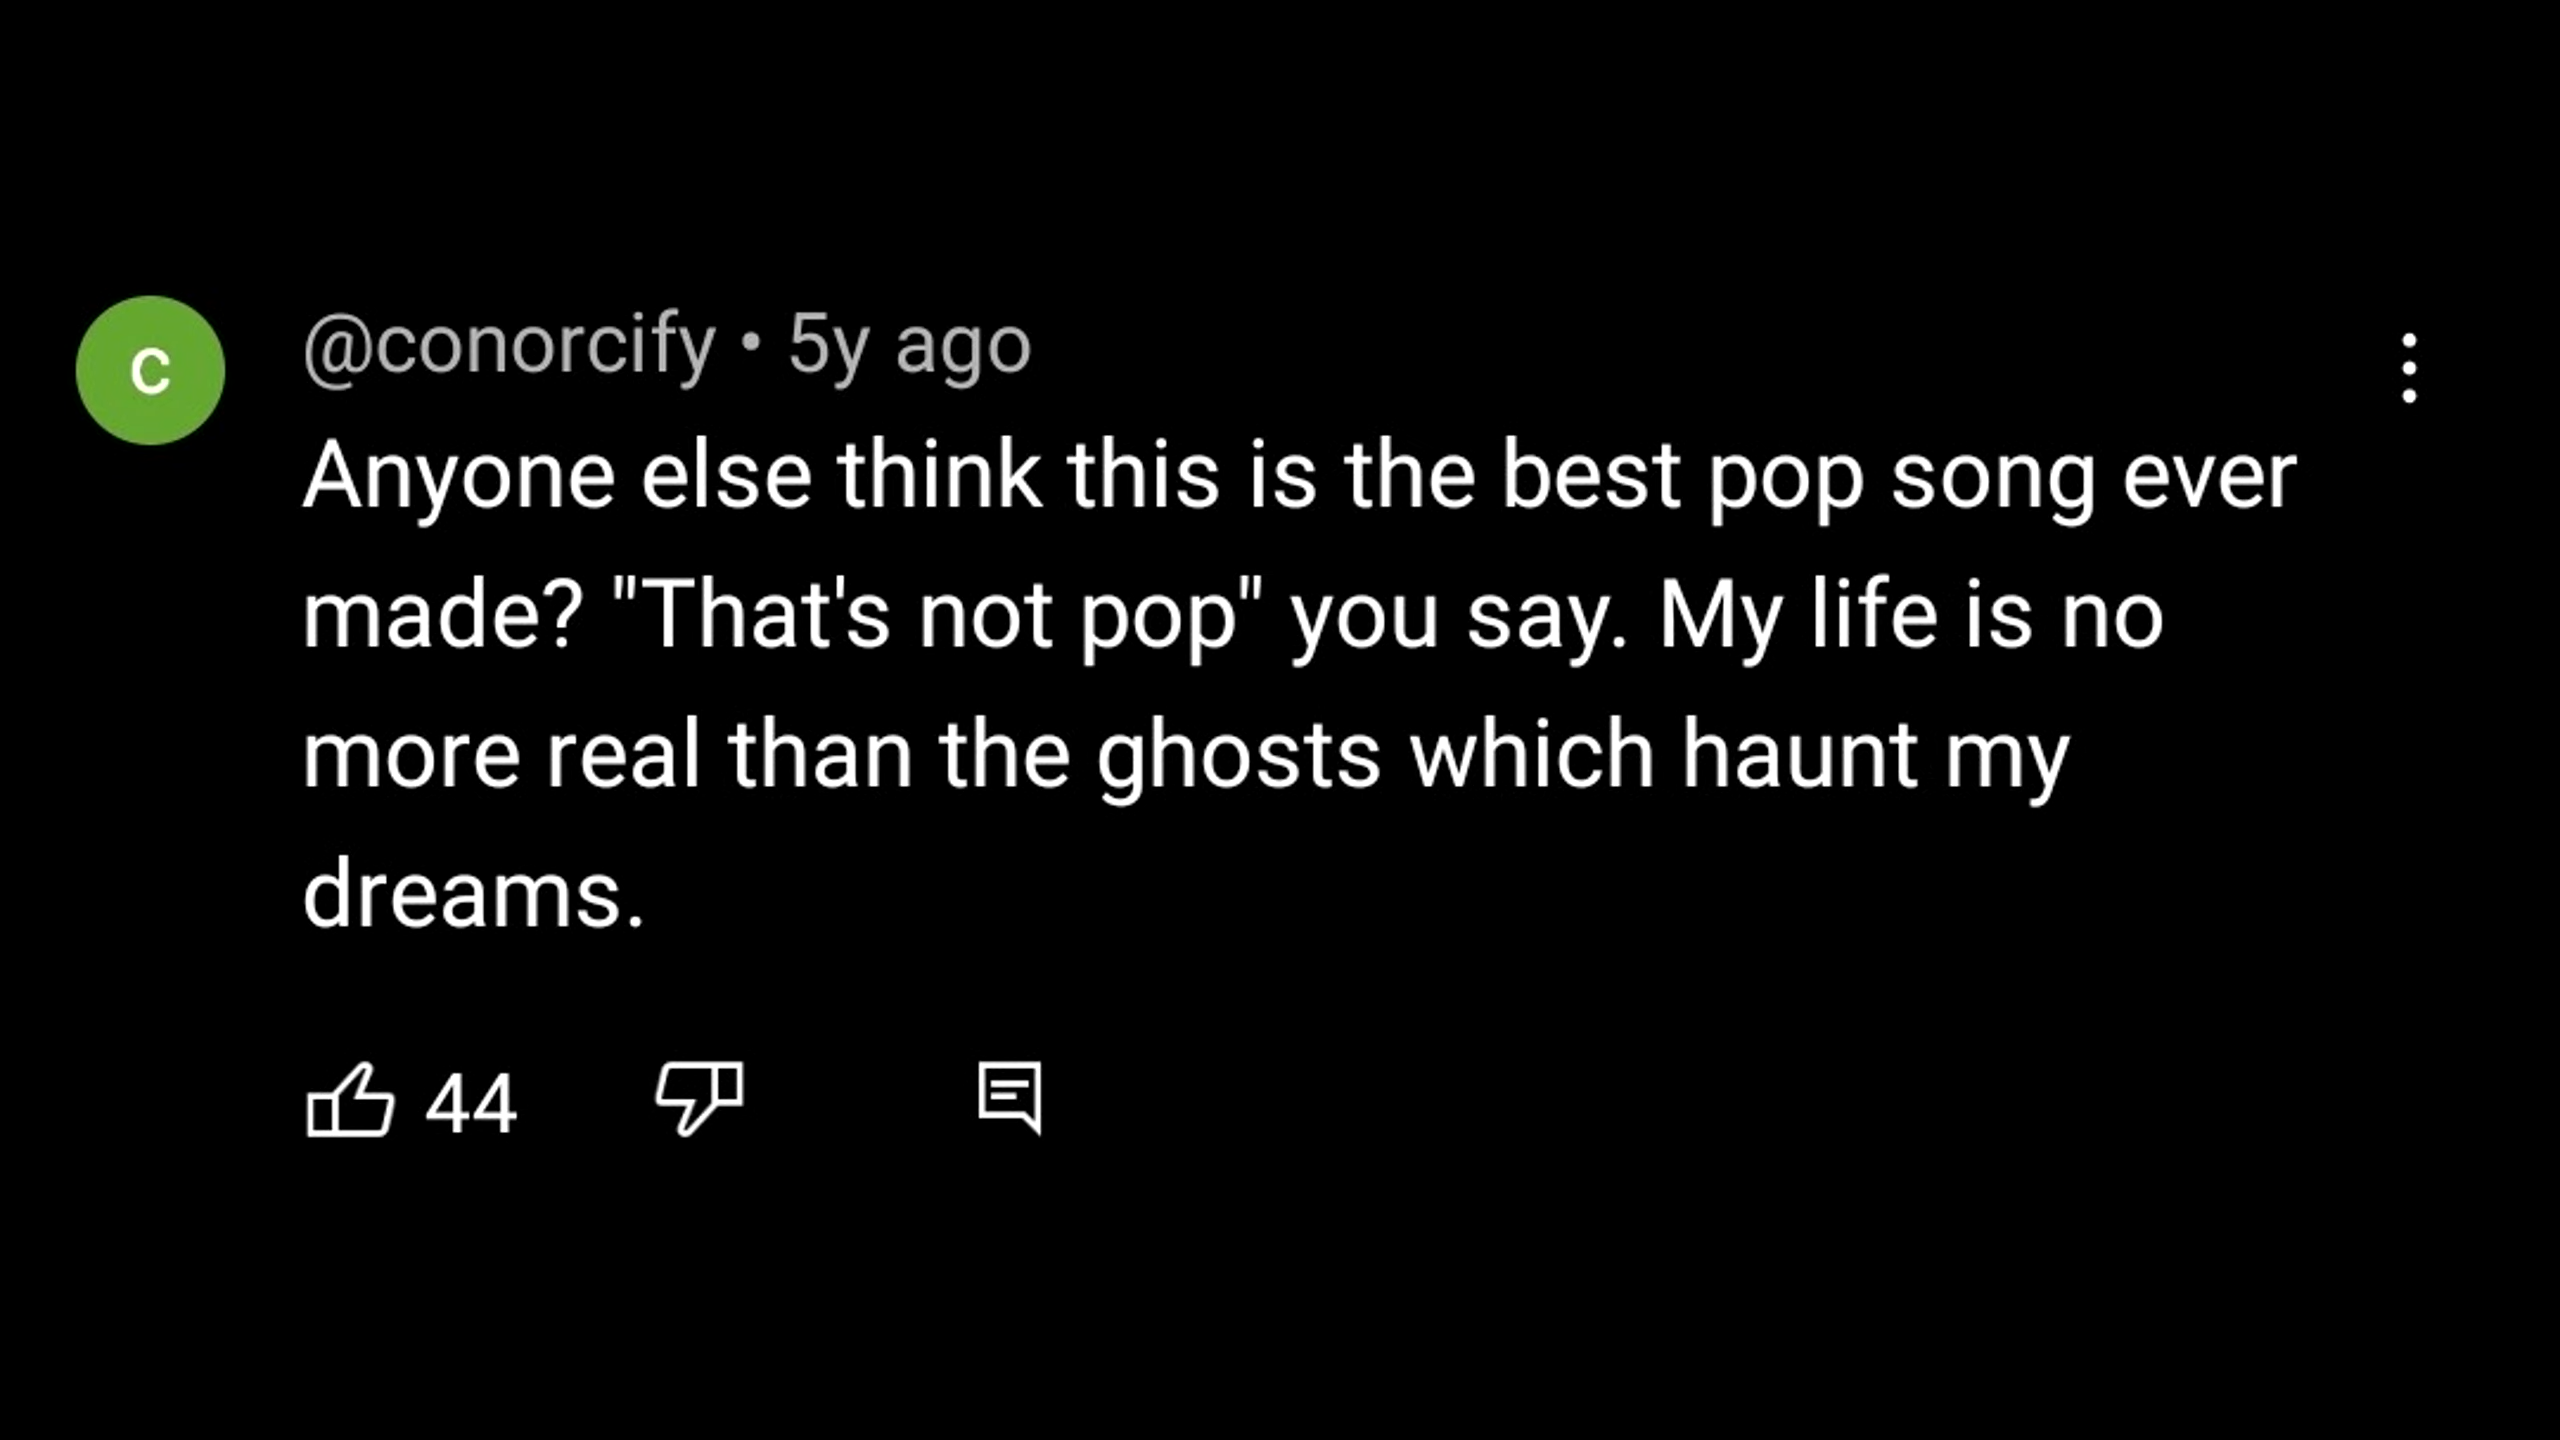 C
@conorcify • 5y ago
Anyone else think this is the best pop song ever
made? "That's not pop" you say. My life is no
more real than the ghosts which haunt my
dreams.
44